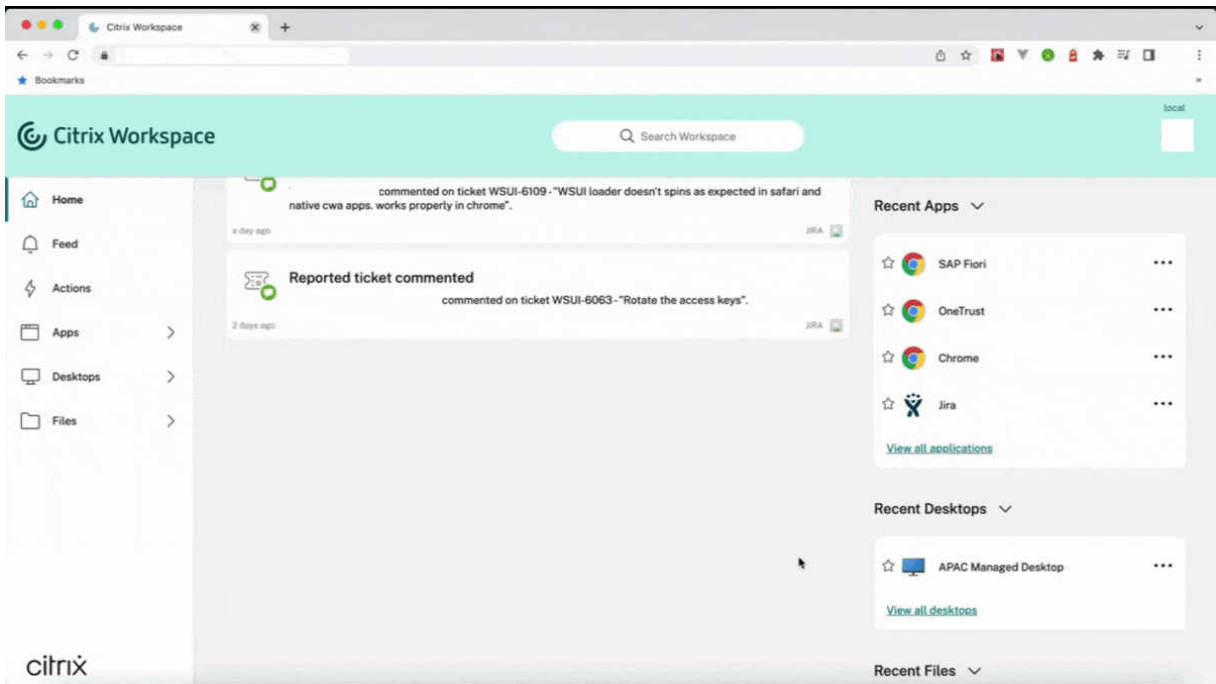 Citrix Workspace
Bookmarks
local
Citrix Workspace
Search Workspace
Home
Feed
Actions
Apps
Desktops
Files
citrix
commented on ticket WSUI-6109-"WSUI loader doesn't spins as expected in safari and
native cwa apps. works properly in chrome".
a day ago
JIRA
Reported ticket commented
commented on ticket WSUI-6063-"Rotate the access keys".
2 days ago
JIRA
Recent Apps
SAP Fiori
OneTrust
Chrome
Jira
View all applications
Recent Desktops
APAC Managed Desktop
View all desktops
Recent Files